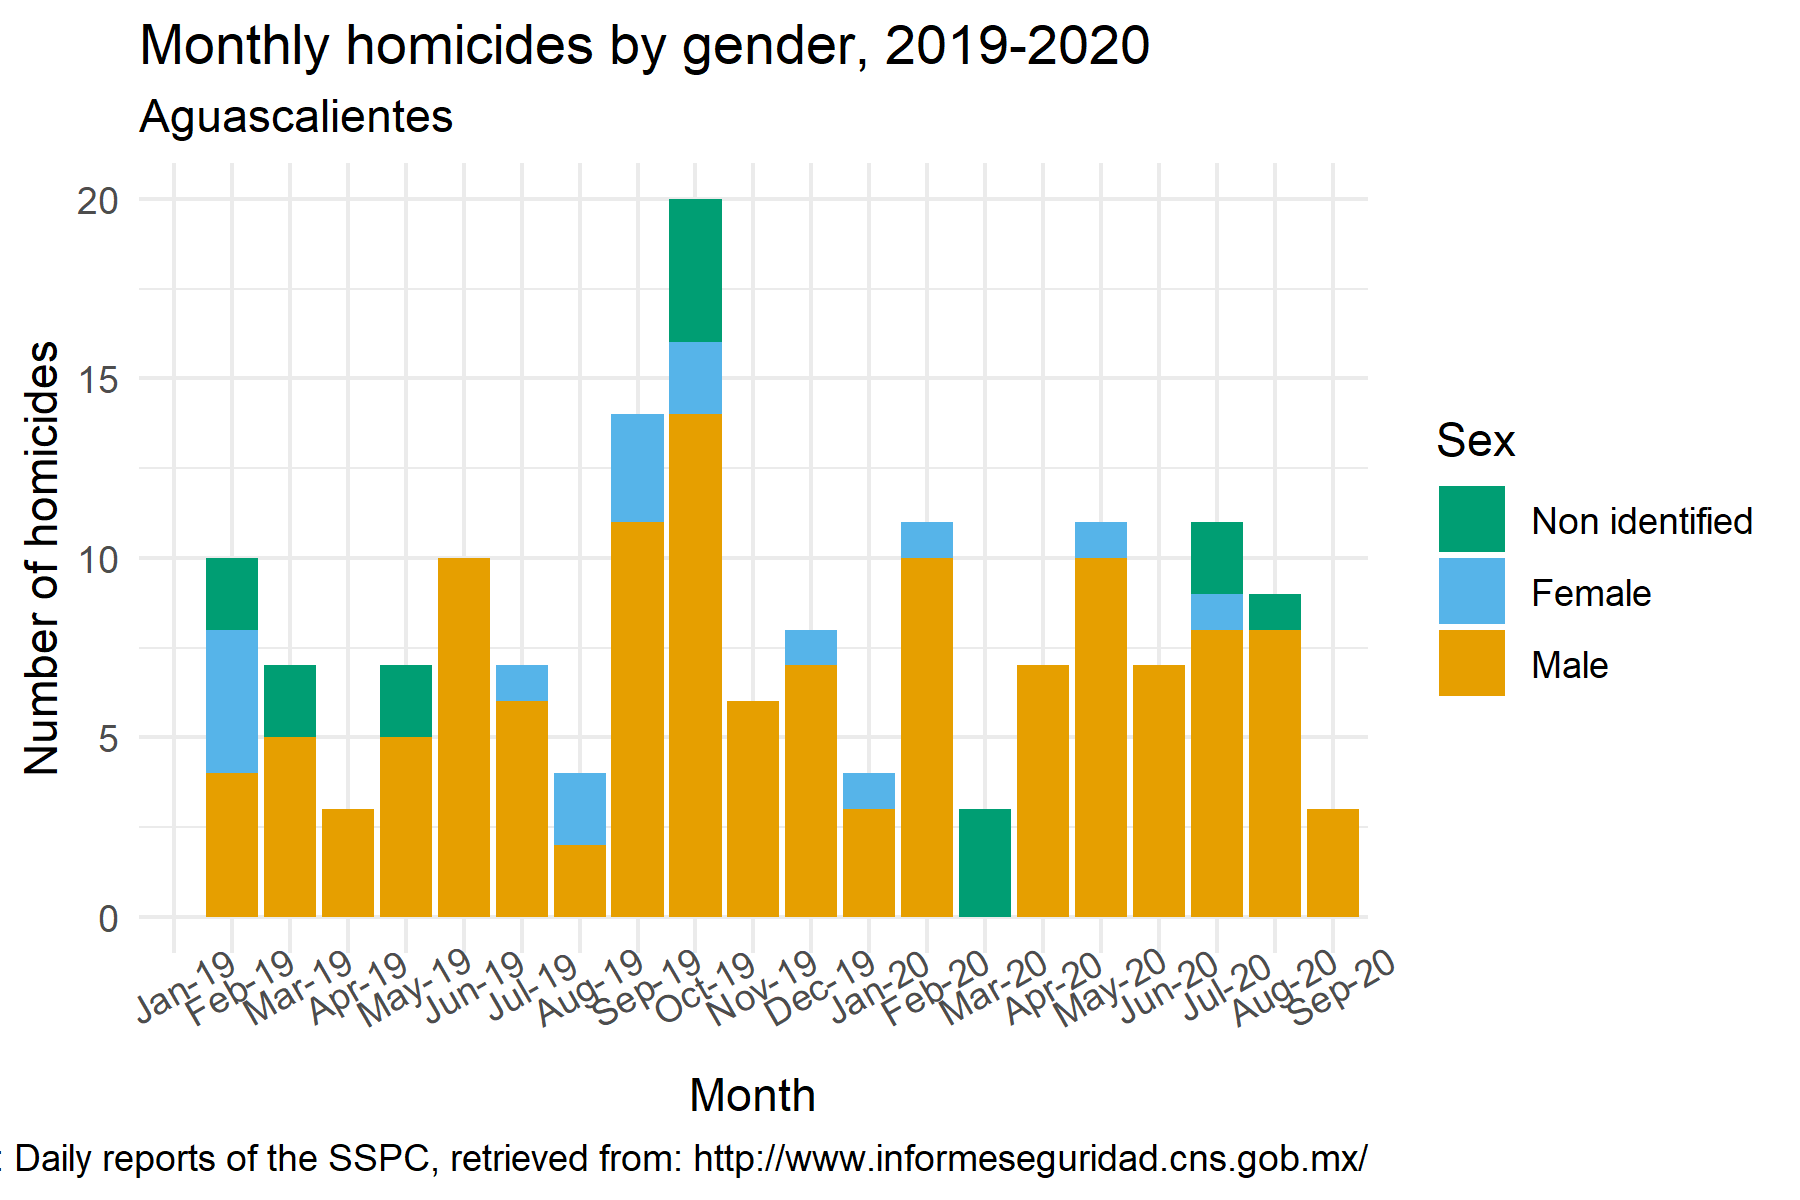 Monthly homicides by gender, 2019-2020
Aguascalientes
Number of homicides
20
15
10
5
0
Jan-19
Feb-19
Mar-19
Apr-19
May-19
Jun-19
Jul-19
Aug-19
Sep-19
Oct-19
Nov-19
Dec-19
Jan-20
Feb-20
Mar-20
Apr-20
May-20
Jun-20
Jul-20
Aug-20
Sep-20
Month
Sex
Non identified
Female
Male
: Daily reports of the SSPC, retrieved from: http://www.informeseguridad.cns.gob.mx/